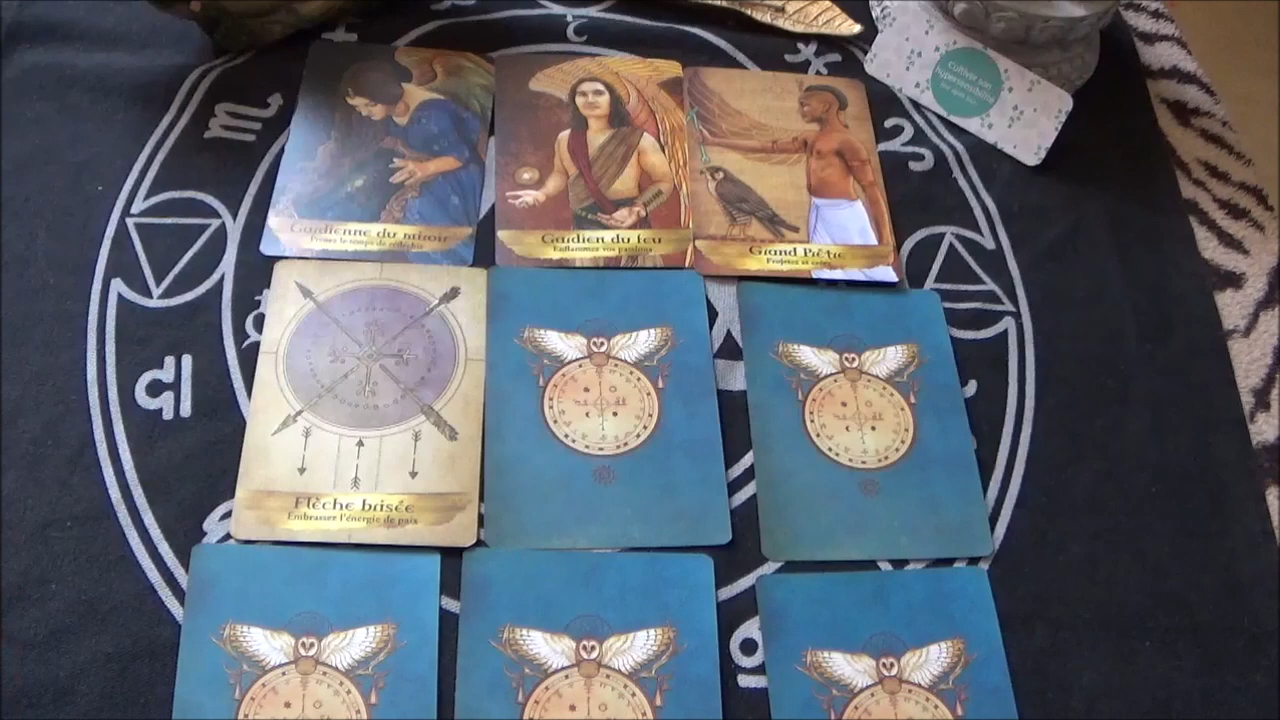 Cultiver son
hypersensibilité
Gardienne du miroir
Prenez le temps de réfléchir
Gardien du feu
Enflammez vos passions
Grand Prêtre
Projetez et créez
Flèche brisée
Embrasser l'énergie de paix